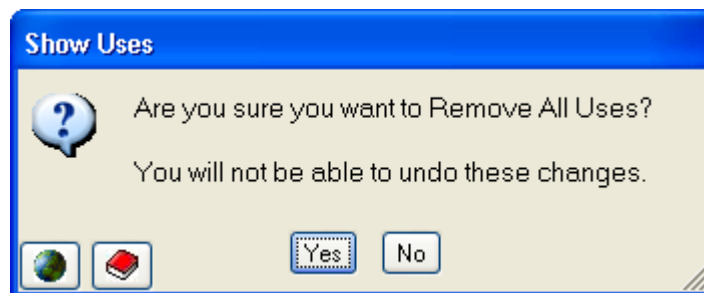 Show Uses
Are you sure you want to Remove All Uses?
You will not be able to undo these changes.
Yes No